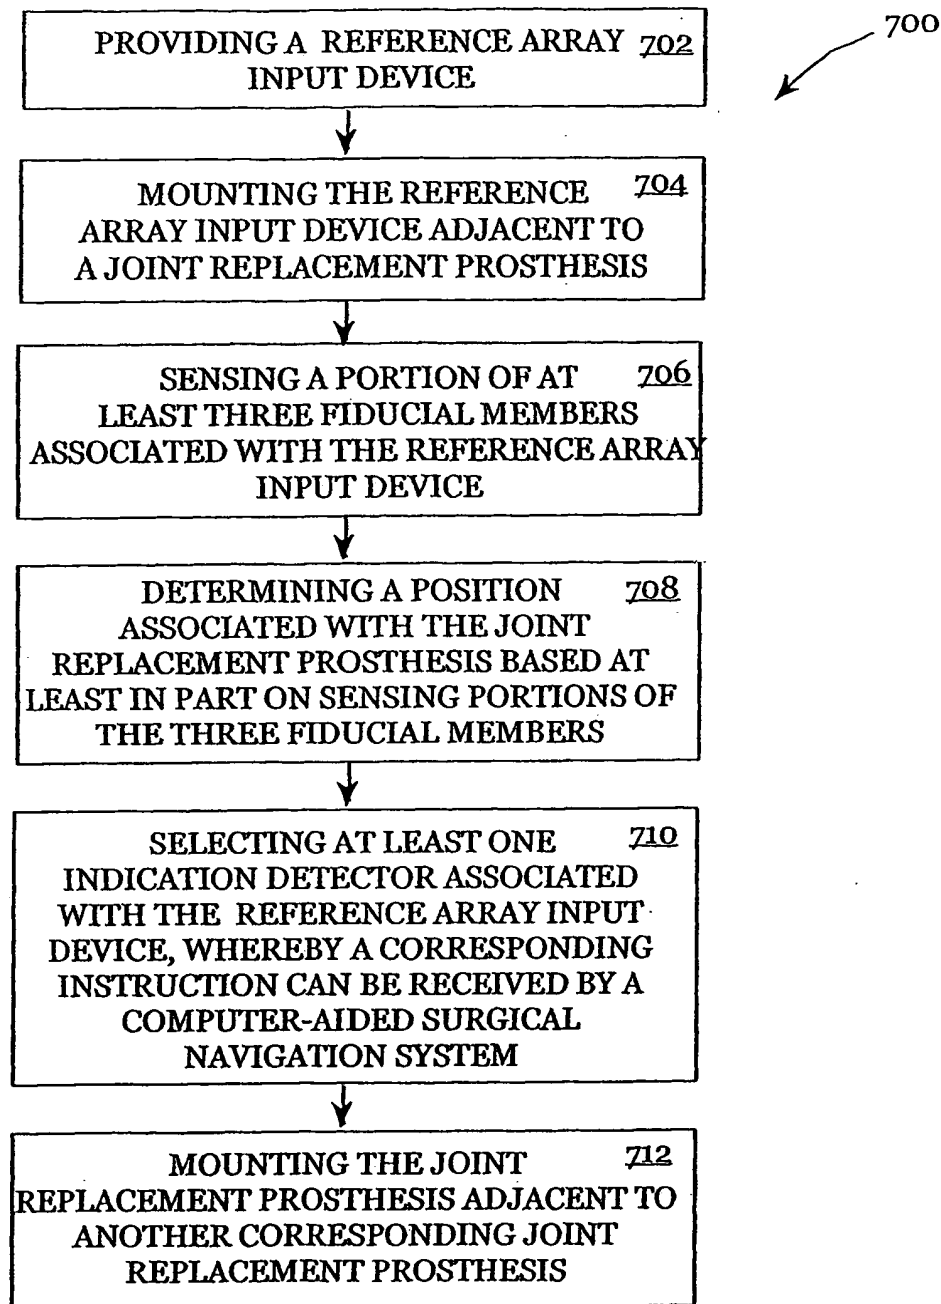 700
PROVIDING A REFERENCE ARRAY 702
INPUT DEVICE
MOUNTING THE REFERENCE 704
ARRAY INPUT DEVICE ADJACENT TO
A JOINT REPLACEMENT PROSTHESIS
SENSING A PORTION OF AT 706
LEAST THREE FIDUCIAL MEMBERS
ASSOCIATED WITH THE REFERENCE ARRAY
INPUT DEVICE
DETERMINING A POSITION 708
ASSOCIATED WITH THE JOINT
REPLACEMENT PROSTHESIS BASED AT
LEAST IN PART ON SENSING PORTIONS OF
THE THREE FIDUCIAL MEMBERS
SELECTING AT LEAST ONE 710
INDICATION DETECTOR ASSOCIATED
WITH THE REFERENCE ARRAY INPUT
DEVICE, WHEREBY A CORRESPONDING
INSTRUCTION CAN BE RECEIVED BY A
COMPUTER-AIDED SURGICAL
NAVIGATION SYSTEM
MOUNTING THE JOINT 712
REPLACEMENT PROSTHESIS ADJACENT TO
ANOTHER CORRESPONDING JOINT
REPLACEMENT PROSTHESIS